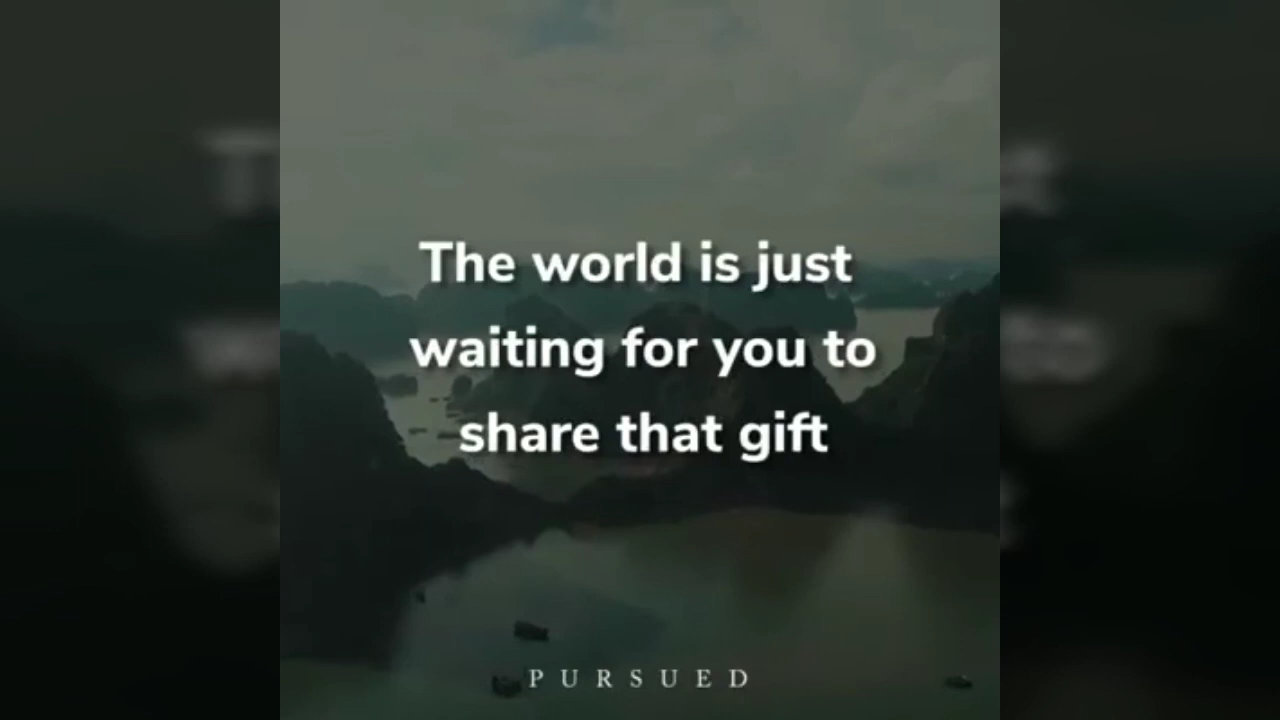 The world is just
waiting for you to
share that gift
PURSUED